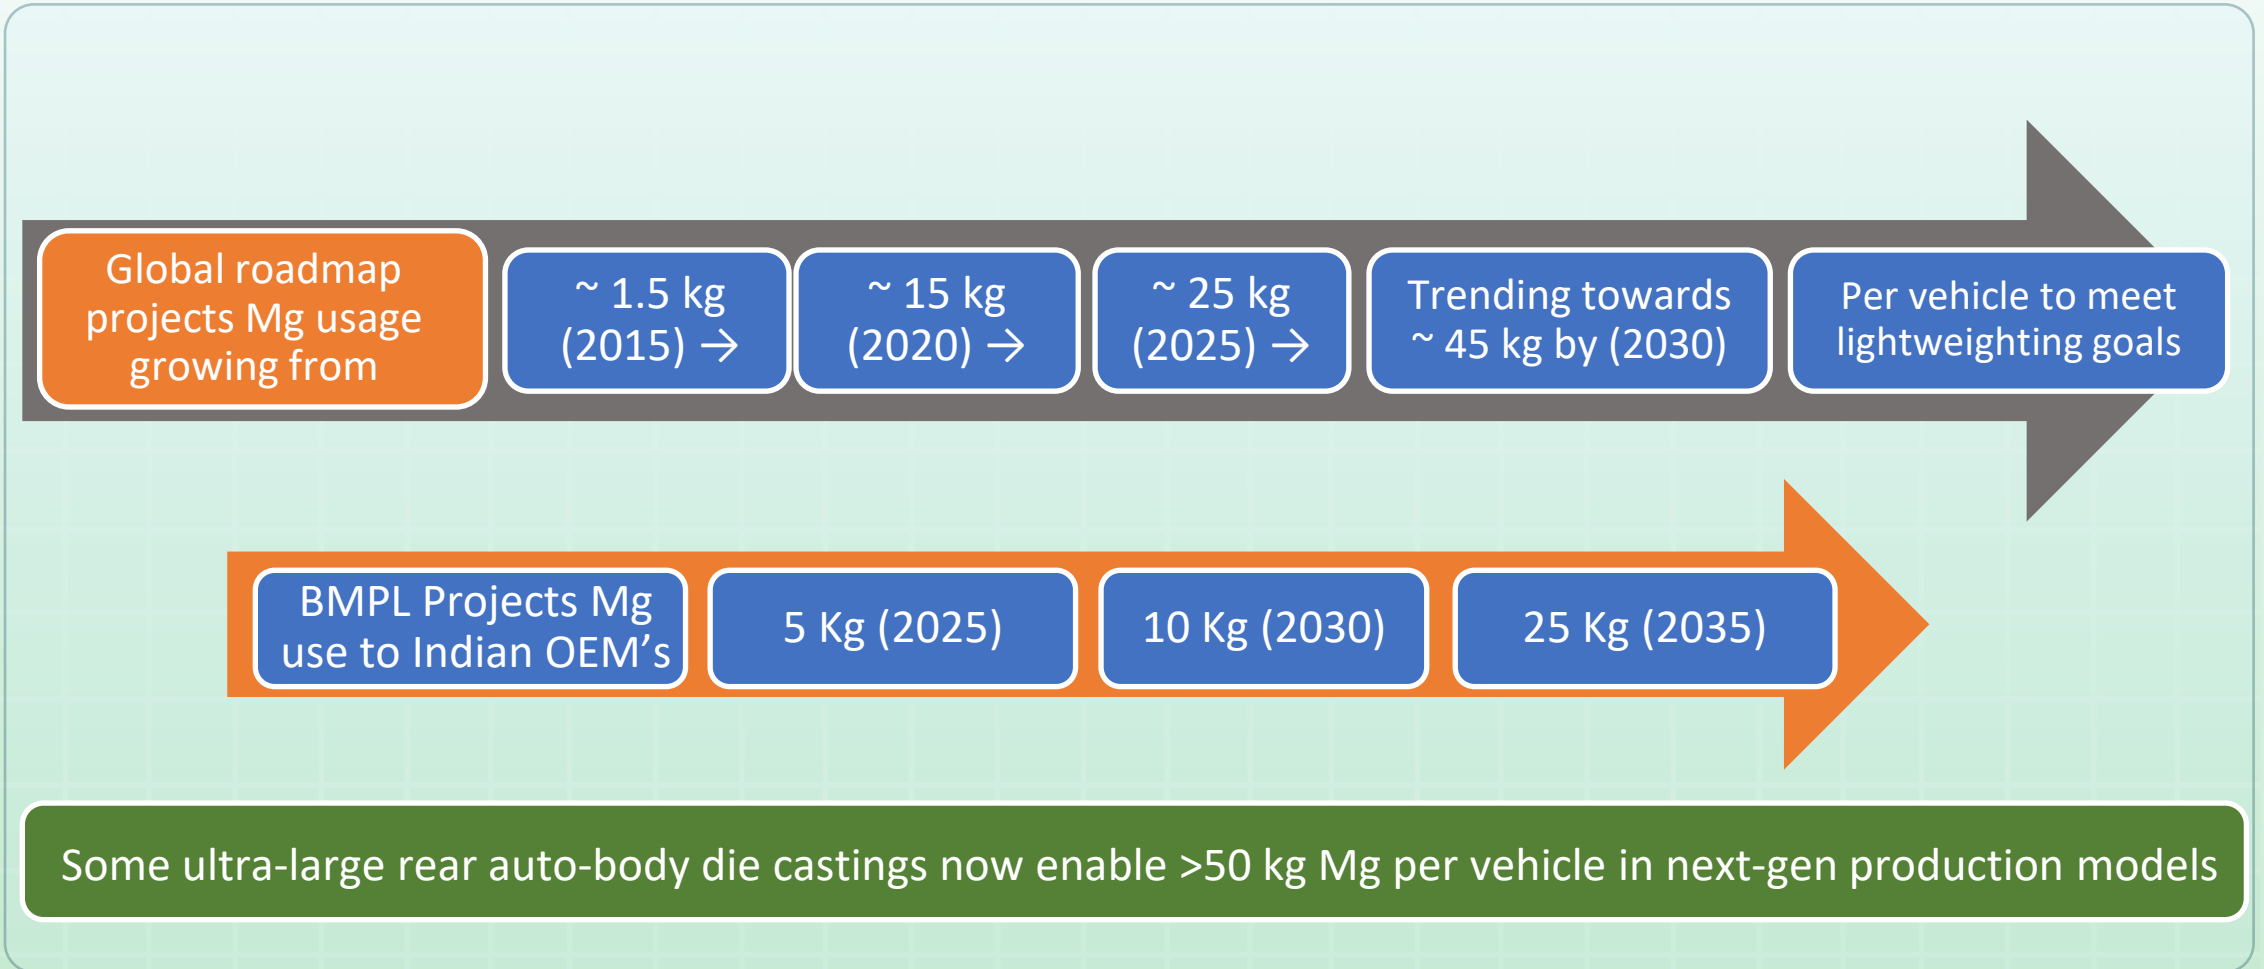 Global roadmap
projects Mg usage
growing from
~ 1.5 kg
(2015) →
~ 15 kg
(2020) →
~ 25 kg
(2025) →
Trending towards
~ 45 kg by (2030)
Per vehicle to meet
lightweighting goals
BMPL Projects Mg
use to Indian OEM’s
5 Kg (2025)
10 Kg (2030)
25 Kg (2035)
Some ultra-large rear auto-body die castings now enable >50 kg Mg per vehicle in next-gen production models